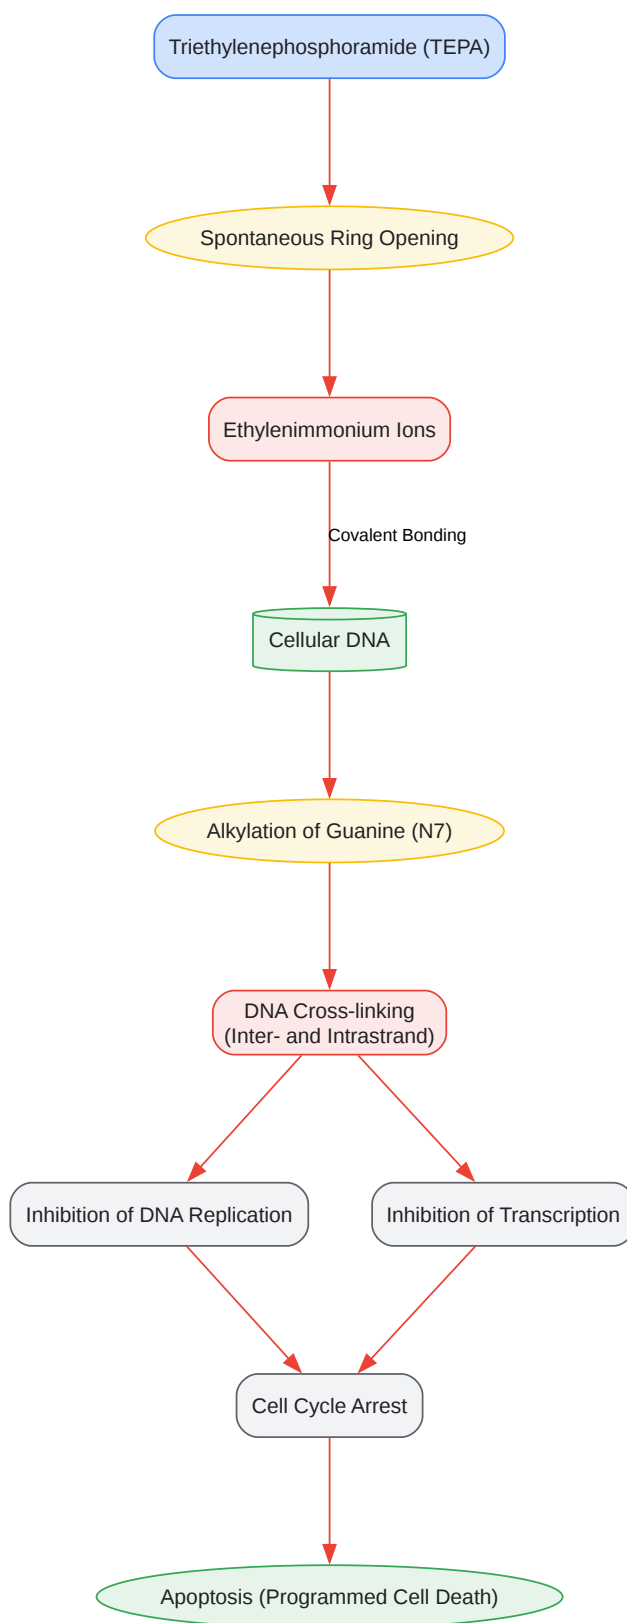 Triethylenephosphoramide (TEPA)
Spontaneous Ring Opening
Ethylenimmonium Ions
Covalent Bonding
Cellular DNA
Alkylation of Guanine (N7)
DNA Cross-linking
(Inter- and Intrastrand)
Inhibition of DNA Replication
Inhibition of Transcription
Cell Cycle Arrest
Apoptosis (Programmed Cell Death)